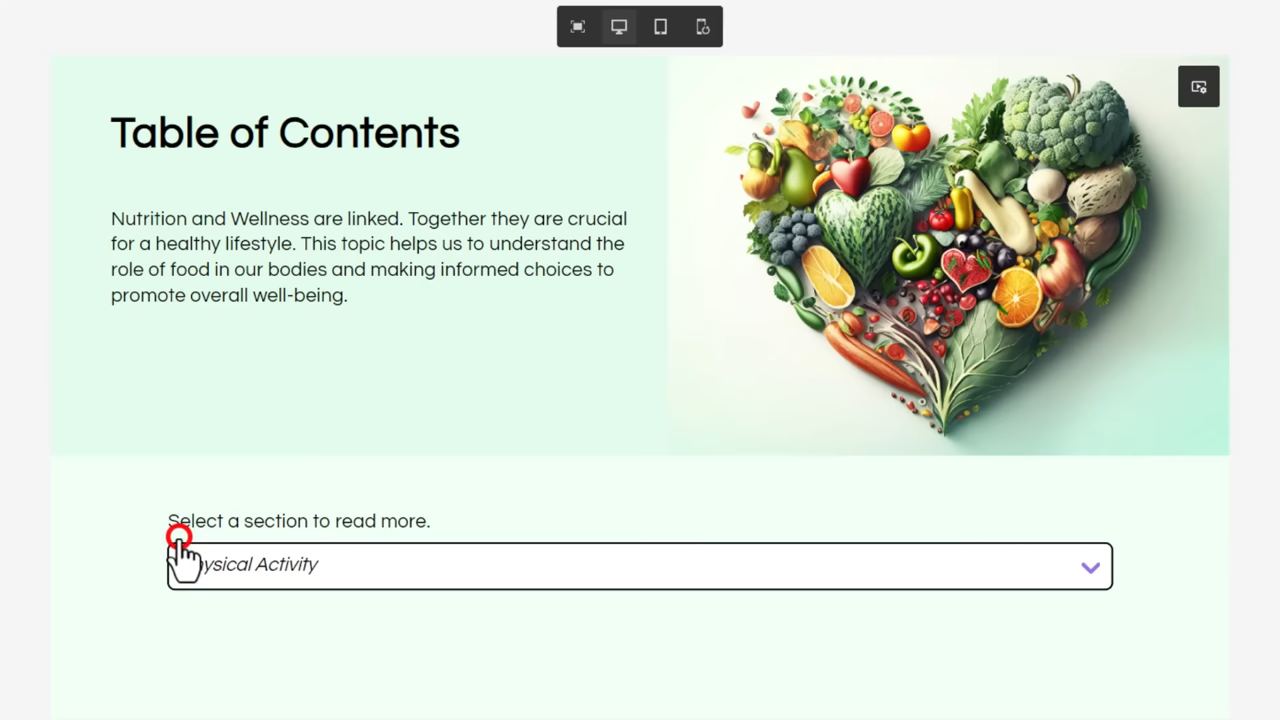 Table of Contents
Nutrition and Wellness are linked. Together they are crucial
for a healthy lifestyle. This topic helps us to understand the
role of food in our bodies and making informed choices to
promote overall well-being.
Select a section to read more.
Activity